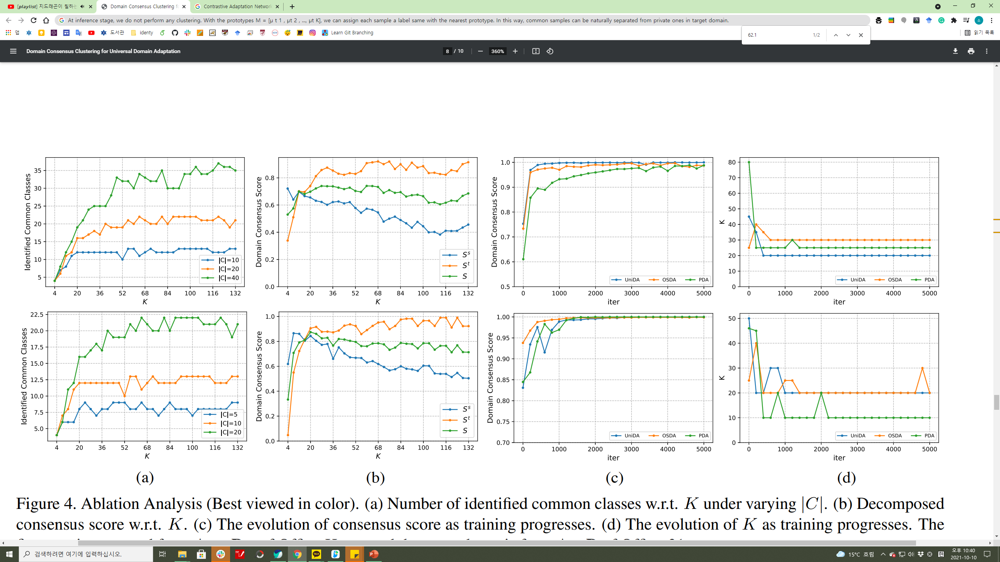 [playlist] 지드래곤이 칠하는
Domain Consensus Clustering fo
Contrastive Adaptation Network
At inference stage, we do not perform any clustering. With the prototypes M = [μ t 1 , μt 2 , ..., μt K], we can assign each sample a label same with the nearest prototype. In this way, common samples can be naturally separated from private ones in target domain.
앱
도서관
identy
Learn Git Branching
읽기 목록
62.1
1/2
Domain Consensus Clustering for Universal Domain Adaptation
8 / 10
360%
Identified Common Classes
35
30
25
20
15
10
5
4 20 36 52 68 84 100 116 132
K
|C|=10
|C|=20
|C|=40
Domain Consensus Score
0.8
0.6
0.4
0.2
0.0
4 20 36 52 68 84 100 116 132
K
S^s
S^t
S
Domain Consensus Score
1.0
0.9
0.8
0.7
0.6
0.5
0 1000 2000 3000 4000 5000
iter
UniDA OSDA PDA
K
80
70
60
50
40
30
20
10
0
0 1000 2000 3000 4000 5000
iter
UniDA OSDA PDA
Identified Common Classes
22.5
20.0
17.5
15.0
12.5
10.0
7.5
5.0
4 20 36 52 68 84 100 116 132
K
|C|=5
|C|=10
|C|=20
Domain Consensus Score
1.0
0.8
0.6
0.4
0.2
0.0
4 20 36 52 68 84 100 116 132
K
S^s
S^t
S
Domain Consensus Score
1.00
0.95
0.90
0.85
0.80
0.75
0.70
0 1000 2000 3000 4000 5000
iter
UniDA OSDA PDA
K
50
40
30
20
10
0
0 1000 2000 3000 4000 5000
iter
UniDA OSDA PDA
(a) (b) (c) (d)
Figure 4. Ablation Analysis (Best viewed in color). (a) Number of identified common classes w.r.t. K under varying |C|. (b) Decomposed
consensus score w.r.t. K. (c) The evolution of consensus score as training progresses. (d) The evolution of K as training progresses. The
검색하려면 여기에 입력하십시오.
15°C 흐림
오후 10:40
2021-10-10